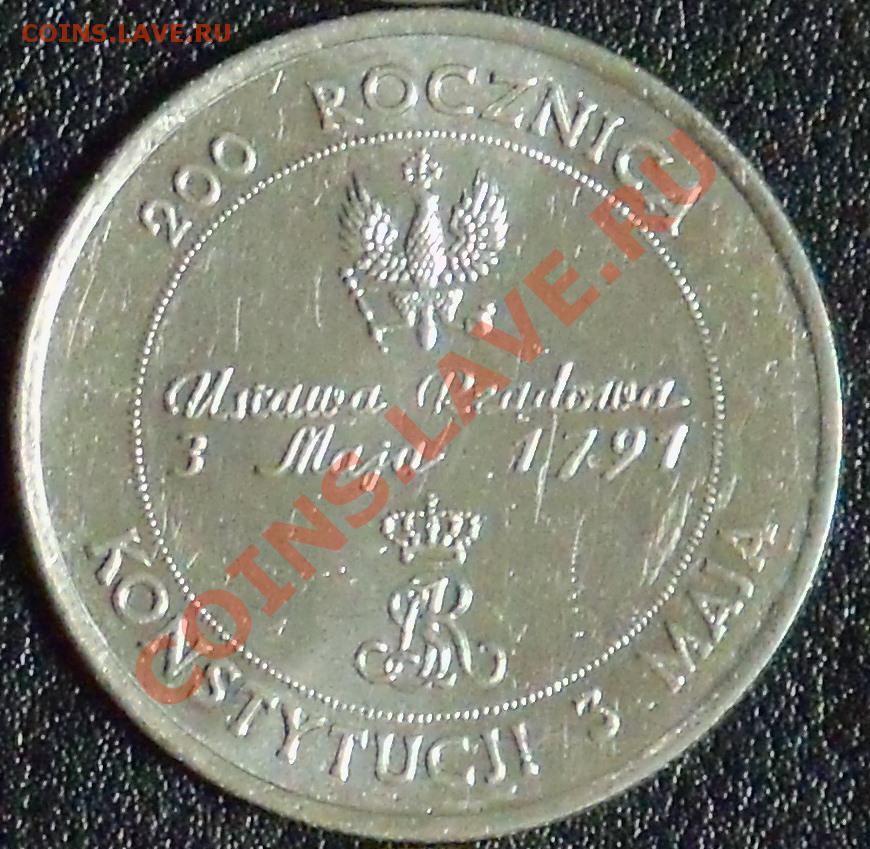 COINS.LAVE.RU
200 ROCZNICA
Ustawa Rządowa
3 Maja 1791
KONSTYTUCJI 3 MAJA
COINS.LAVE.RU